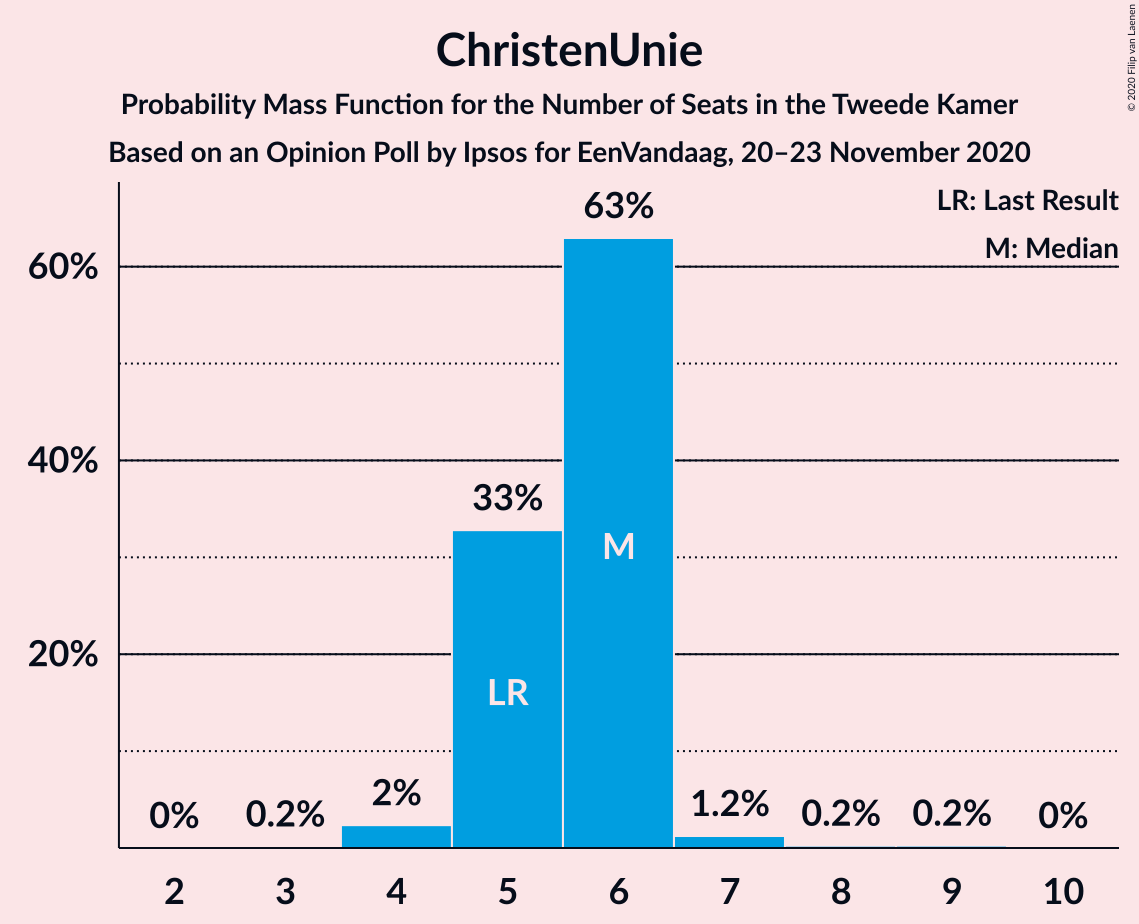 ChristenUnie
Probability Mass Function for the Number of Seats in the Tweede Kamer
Based on an Opinion Poll by Ipsos for EenVandaag, 20–23 November 2020
© 2020 Filip van Laenen
LR: Last Result
M: Median
60%
40%
20%
0%
0.2%
2%
33%
63%
1.2%
0.2%
0.2%
0%
LR
M
2 3 4 5 6 7 8 9 10